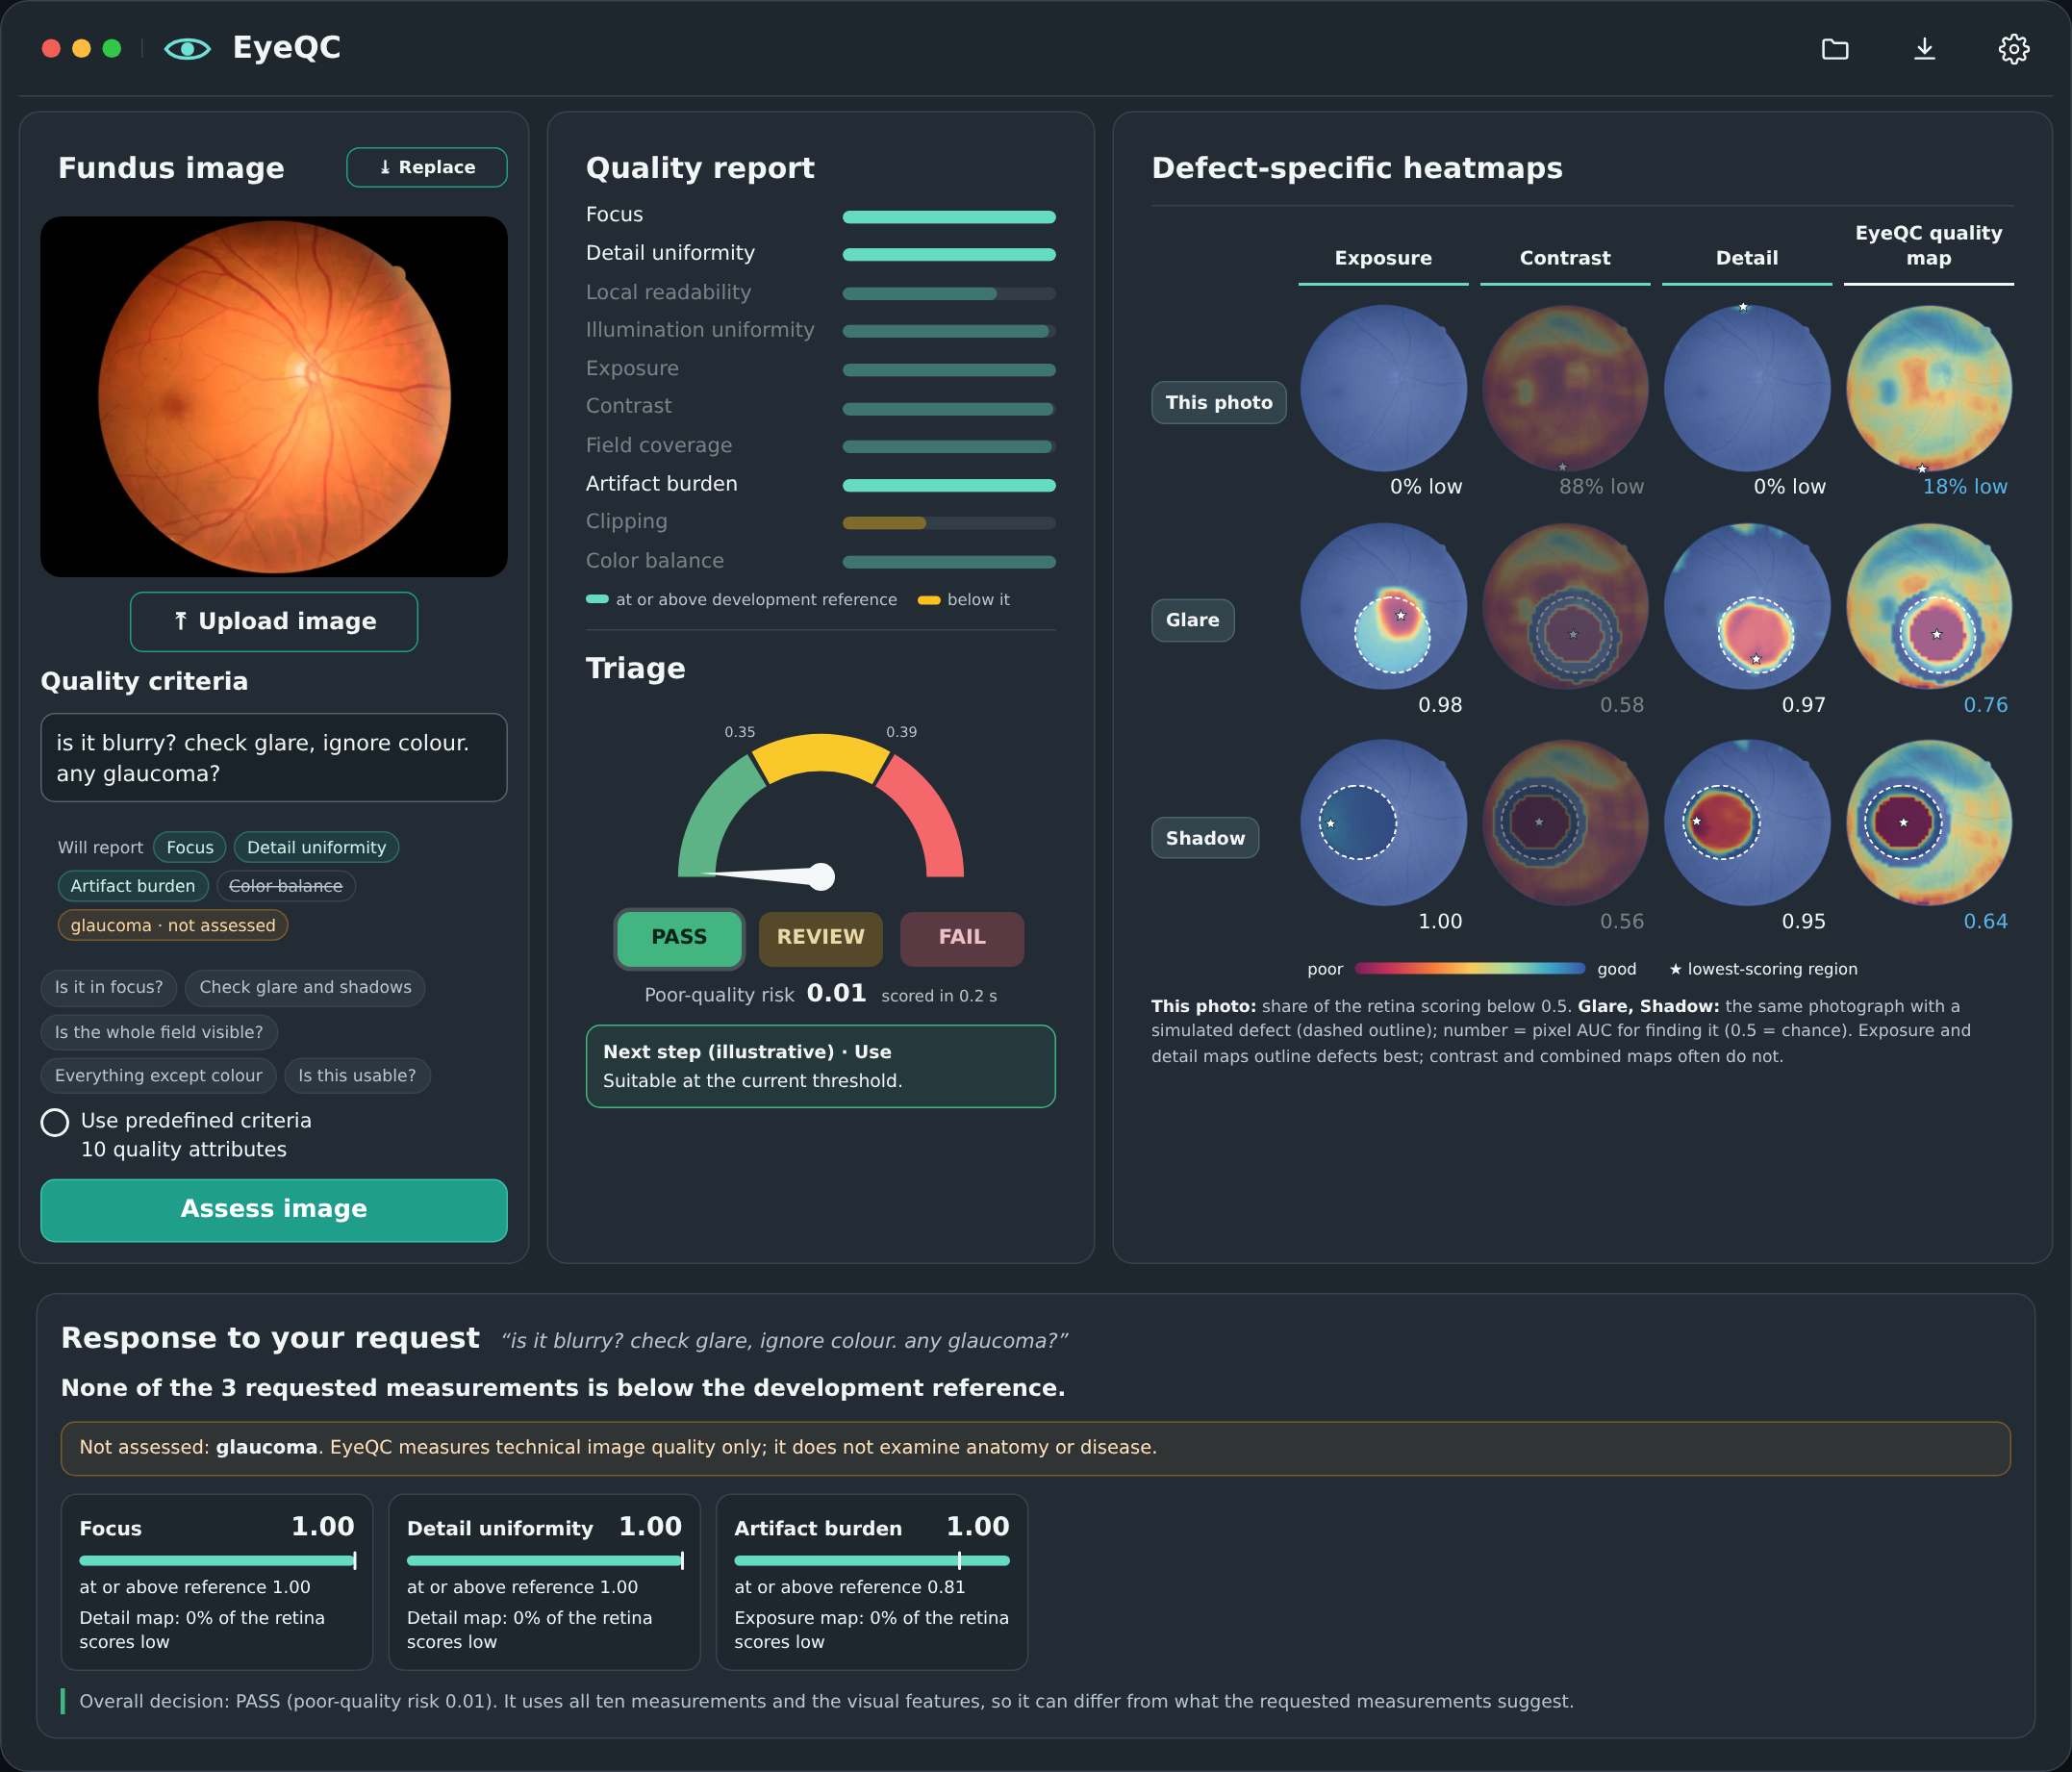 EyeQC
Fundus image
⤓ Replace
⤒ Upload image
Quality criteria
is it blurry? check glare, ignore colour.
any glaucoma?
Will report Focus Detail uniformity
Artifact burden Color balance
glaucoma · not assessed
Is it in focus? Check glare and shadows
Is the whole field visible?
Everything except colour Is this usable?
Use predefined criteria
10 quality attributes
Assess image
Quality report
Focus
Detail uniformity
Local readability
Illumination uniformity
Exposure
Contrast
Field coverage
Artifact burden
Clipping
Color balance
at or above development reference below it
Triage
0.35 0.39
PASS REVIEW FAIL
Poor-quality risk 0.01 scored in 0.2 s
Next step (illustrative) · Use
Suitable at the current threshold.
Defect-specific heatmaps
Exposure Contrast Detail EyeQC quality
map
This photo
0% low 88% low 0% low 18% low
Glare
0.98 0.58 0.97 0.76
Shadow
1.00 0.56 0.95 0.64
poor good ★ lowest-scoring region
This photo: share of the retina scoring below 0.5. Glare, Shadow: the same photograph with a
simulated defect (dashed outline); number = pixel AUC for finding it (0.5 = chance). Exposure and
detail maps outline defects best; contrast and combined maps often do not.
Response to your request “is it blurry? check glare, ignore colour. any glaucoma?”
None of the 3 requested measurements is below the development reference.
Not assessed: glaucoma. EyeQC measures technical image quality only; it does not examine anatomy or disease.
Focus 1.00
at or above reference 1.00
Detail map: 0% of the retina
scores low
Detail uniformity 1.00
at or above reference 1.00
Detail map: 0% of the retina
scores low
Artifact burden 1.00
at or above reference 0.81
Exposure map: 0% of the retina
scores low
Overall decision: PASS (poor-quality risk 0.01). It uses all ten measurements and the visual features, so it can differ from what the requested measurements suggest.